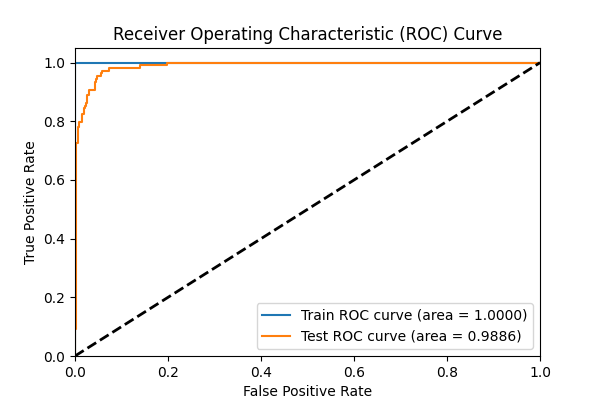 Receiver Operating Characteristic (ROC) Curve
1.0
0.8
0.6
0.4
0.2
0.0
True Positive Rate
Train ROC curve (area = 1.0000)
Test ROC curve (area = 0.9886)
0.0 0.2 0.4 0.6 0.8 1.0
False Positive Rate